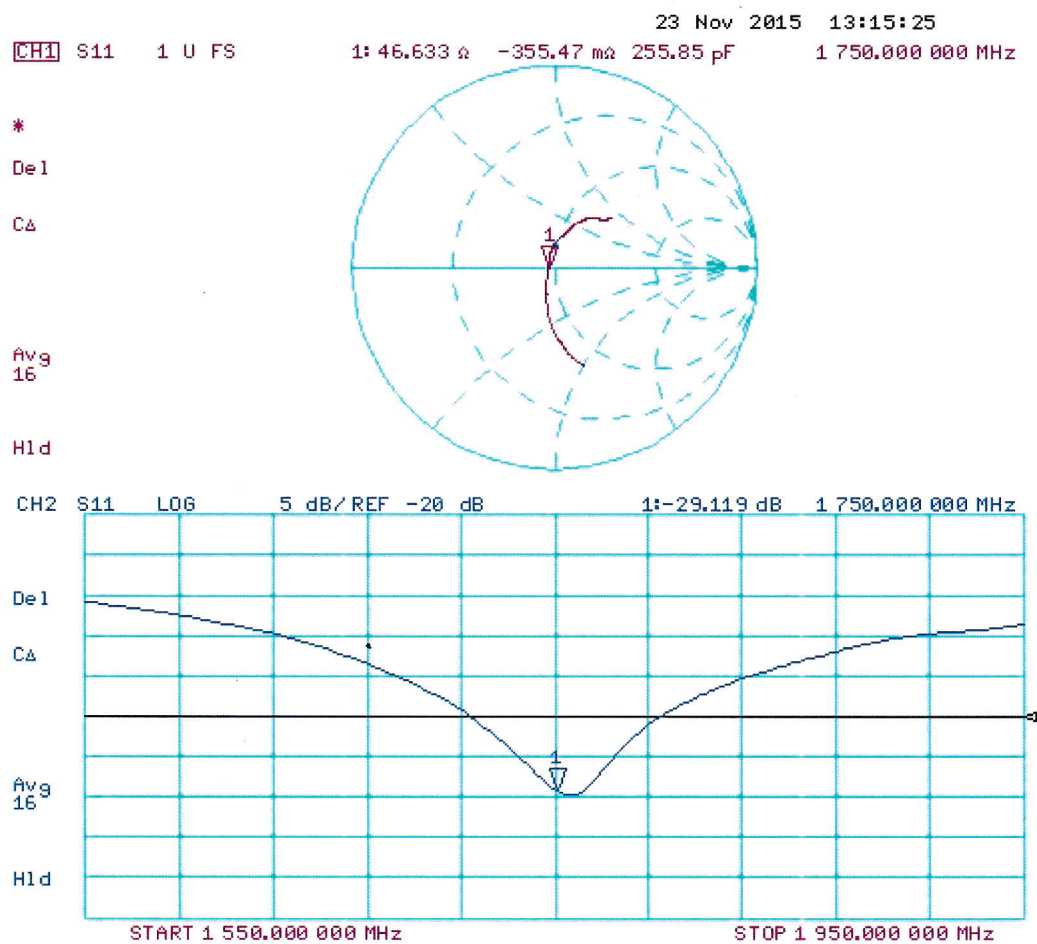 23 Nov 2015 13:15:25
CH1 S11 1 U FS 1: 46.633 Ω -355.47 mΩ 255.85 pF 1 750.000 000 MHz
*
Del
CΔ
1
Avg
16
Hld
CH2 S11 LOG 5 dB/REF -20 dB 1:-29.119 dB 1 750.000 000 MHz
Del
CΔ
1
Avg
16
Hld
START 1 550.000 000 MHz STOP 1 950.000 000 MHz